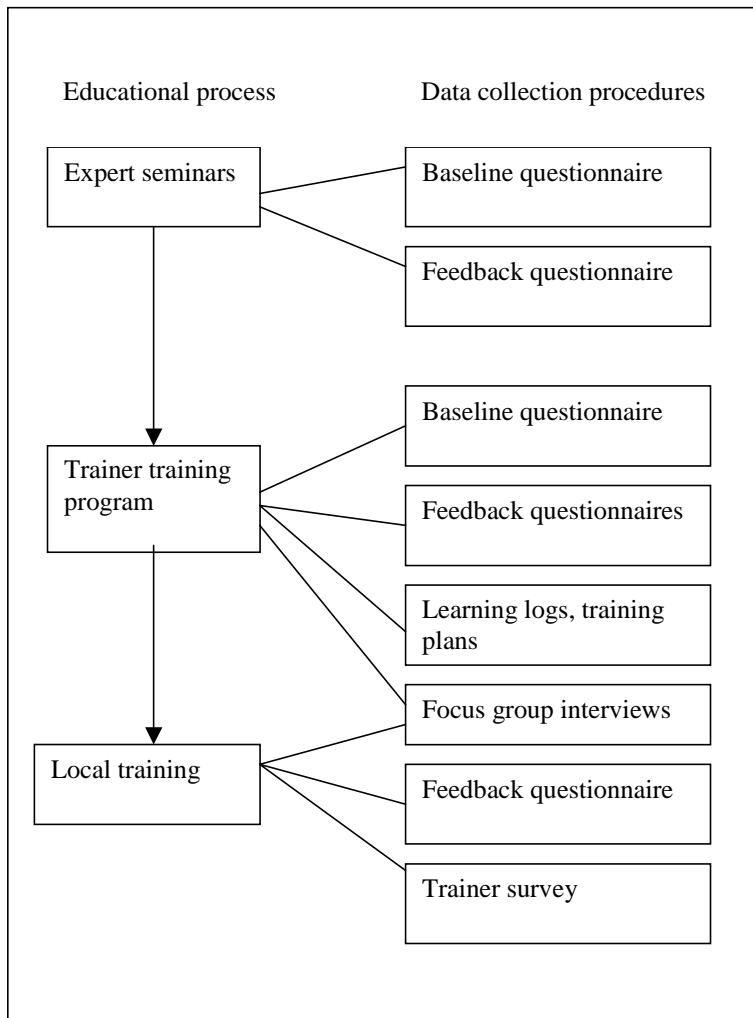 Educational process
Data collection procedures
Expert seminars
Baseline questionnaire
Feedback questionnaire
Baseline questionnaire
Trainer training
program
Feedback questionnaires
Learning logs, training
plans
Focus group interviews
Local training
Feedback questionnaire
Trainer survey